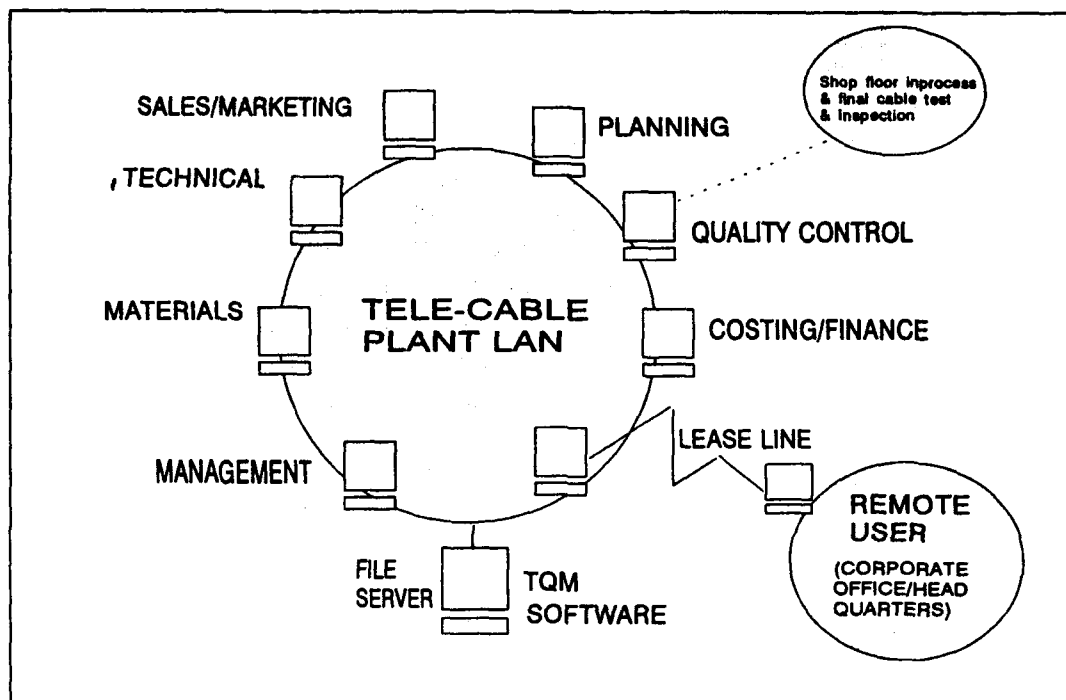 Shop floor inprocess
& final cable test
& inspection
SALES/MARKETING
PLANNING
, TECHNICAL
QUALITY CONTROL
MATERIALS
TELE-CABLE
PLANT LAN
COSTING/FINANCE
LEASE LINE
MANAGEMENT
REMOTE
USER
(CORPORATE
OFFICE/HEAD
QUARTERS)
FILE
SERVER
TQM
SOFTWARE